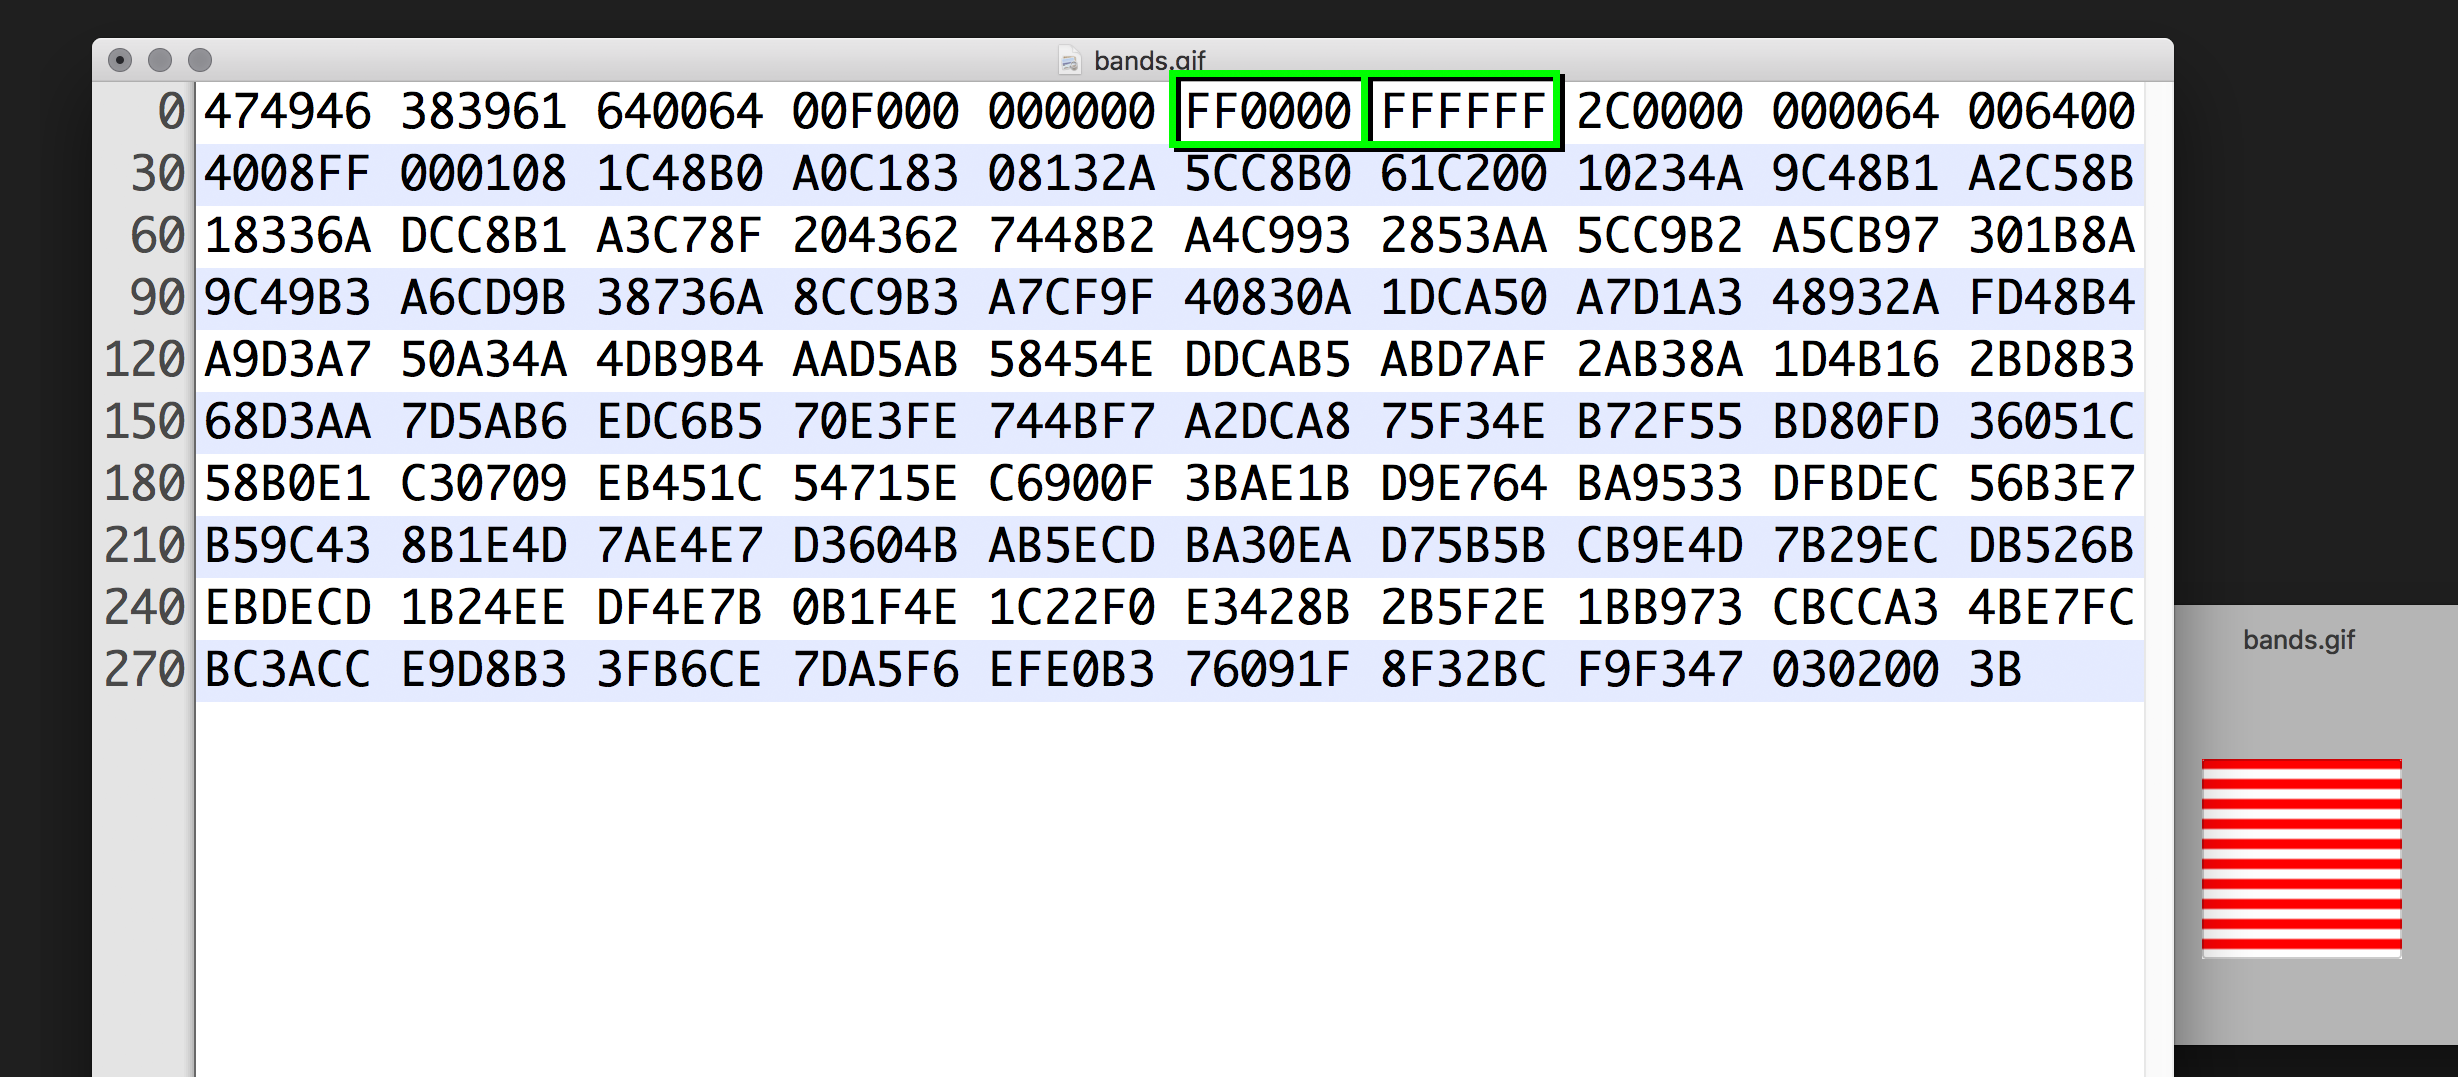 bands.gif
0 474946 383961 640064 00F000 000000 FF0000 FFFFFF 2C0000 000064 006400
30 4008FF 000108 1C48B0 A0C183 08132A 5CC8B0 61C200 10234A 9C48B1 A2C58B
60 18336A DCC8B1 A3C78F 204362 7448B2 A4C993 2853AA 5CC9B2 A5CB97 301B8A
90 9C49B3 A6CD9B 38736A 8CC9B3 A7CF9F 40830A 1DCA50 A7D1A3 48932A FD48B4
120 A9D3A7 50A34A 4DB9B4 AAD5AB 58454E DDCAB5 ABD7AF 2AB38A 1D4B16 2BD8B3
150 68D3AA 7D5AB6 EDC6B5 70E3FE 744BF7 A2DCA8 75F34E B72F55 BD80FD 36051C
180 58B0E1 C30709 EB451C 54715E C6900F 3BAE1B D9E764 BA9533 DFBDEC 56B3E7
210 B59C43 8B1E4D 7AE4E7 D3604B AB5ECD BA30EA D75B5B CB9E4D 7B29EC DB526B
240 EBDECD 1B24EE DF4E7B 0B1F4E 1C22F0 E3428B 2B5F2E 1BB973 CBCCA3 4BE7FC
270 BC3ACC E9D8B3 3FB6CE 7DA5F6 EFE0B3 76091F 8F32BC F9F347 030200 3B
bands.gif